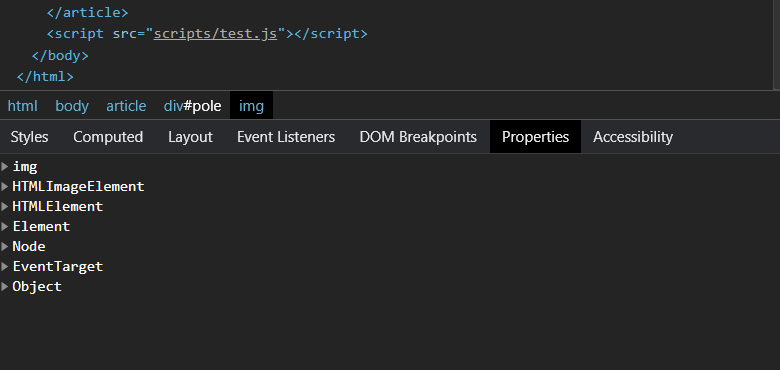 </article>
<script src="scripts/test.js"></script>
</body>
</html>
html body article div#pole img
Styles Computed Layout Event Listeners DOM Breakpoints Properties Accessibility
img
HTMLImageElement
HTMLElement
Element
Node
EventTarget
Object